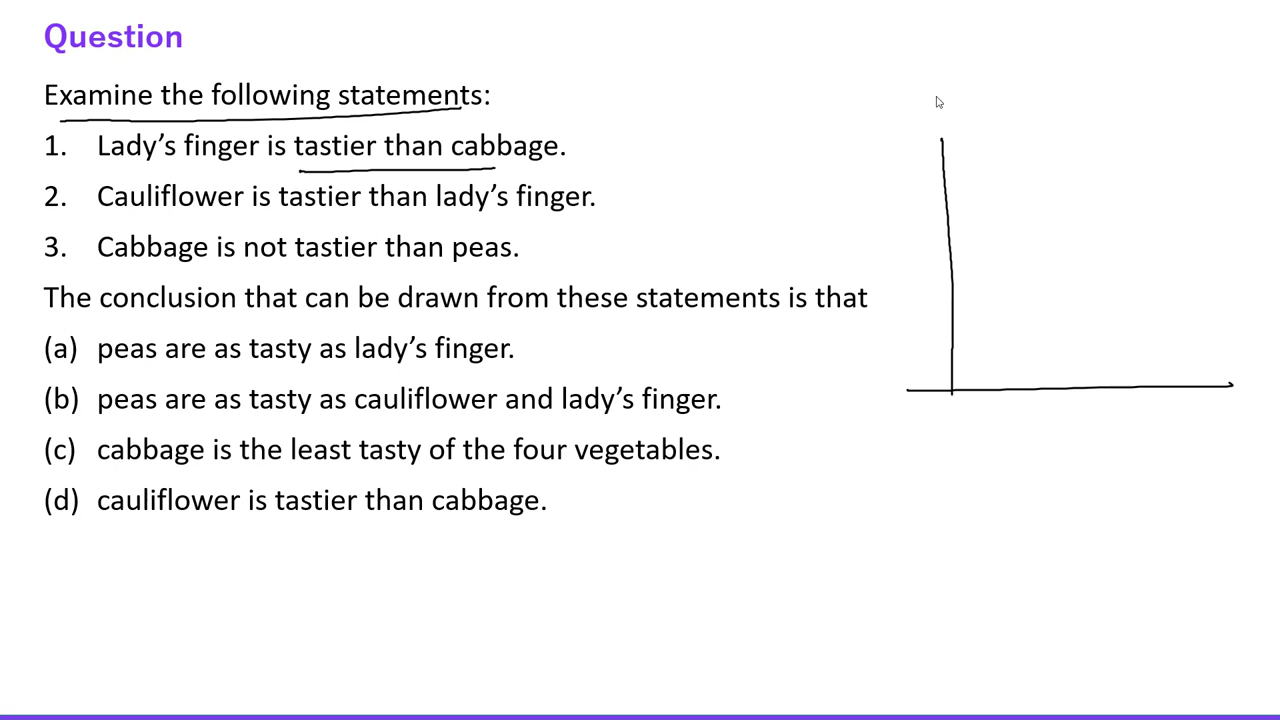 Question
Examine the following statements:
1. Lady’s finger is tastier than cabbage.
2. Cauliflower is tastier than lady’s finger.
3. Cabbage is not tastier than peas.
The conclusion that can be drawn from these statements is that
(a) peas are as tasty as lady’s finger.
(b) peas are as tasty as cauliflower and lady’s finger.
(c) cabbage is the least tasty of the four vegetables.
(d) cauliflower is tastier than cabbage.